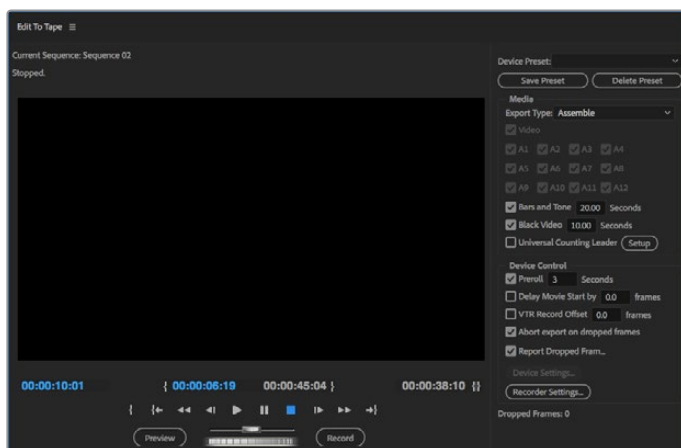 Edit To Tape
Current Sequence: Sequence 02
Stopped.
00:00:10:01
{ 00:00:06:19
00:00:45:04 }
00:00:38:10 {}
Preview
Record
Device Preset:
Save Preset
Delete Preset
Media
Export Type: Assemble
Video
A1 A2 A3 A4
A5 A6 A7 A8
A9 A10 A11 A12
Bars and Tone 20.00 Seconds
Black Video 10.00 Seconds
Universal Counting Leader Setup
Device Control
Preroll 3 Seconds
Delay Movie Start by 0.0 frames
VTR Record Offset 0.0 frames
Abort export on dropped frames
Report Dropped Fram...
Device Settings...
Recorder Settings...
Dropped Frames: 0